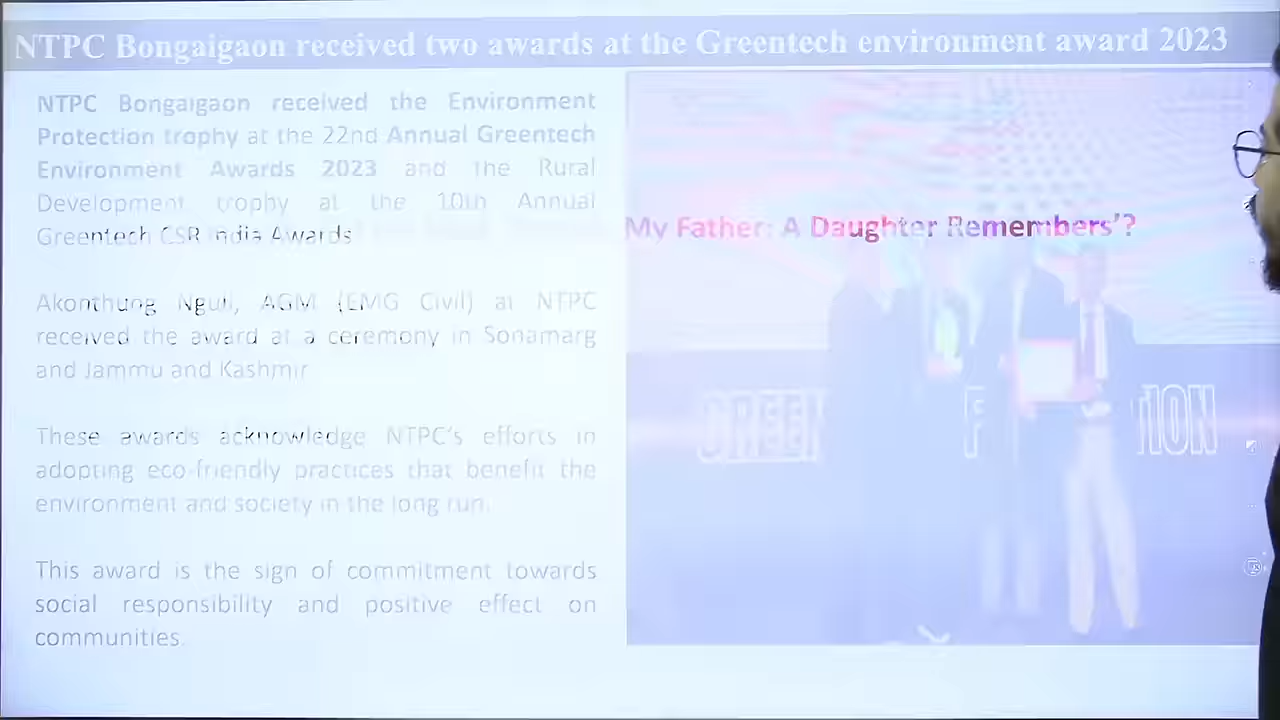 NTPC Bongaigaon received two awards at the Greentech environment award 2023
NTPC Bongaigaon received the Environment
Protection trophy at the 22nd Annual Greentech
Environment Awards 2023 and the Rural
Development trophy at the 10th Annual
Greentech CSR India Awards
My Father: A Daughter Remembers'?
Akonthung Nguli, AGM (EMG Civil) at NTPC
received the award at a ceremony in Sonamarg
and Jammu and Kashmir
These awards acknowledge NTPC's efforts in
adopting eco-friendly practices that benefit the
environment and society in the long run.
This award is the sign of commitment towards
social responsibility and positive effect on
communities.
GREEN F TION